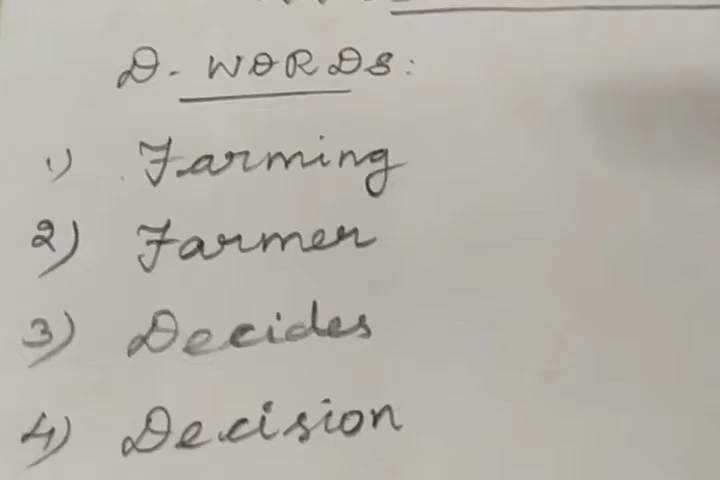 D. WORDS:
1) Farming
2) Farmer
3) Decides
4) Decision